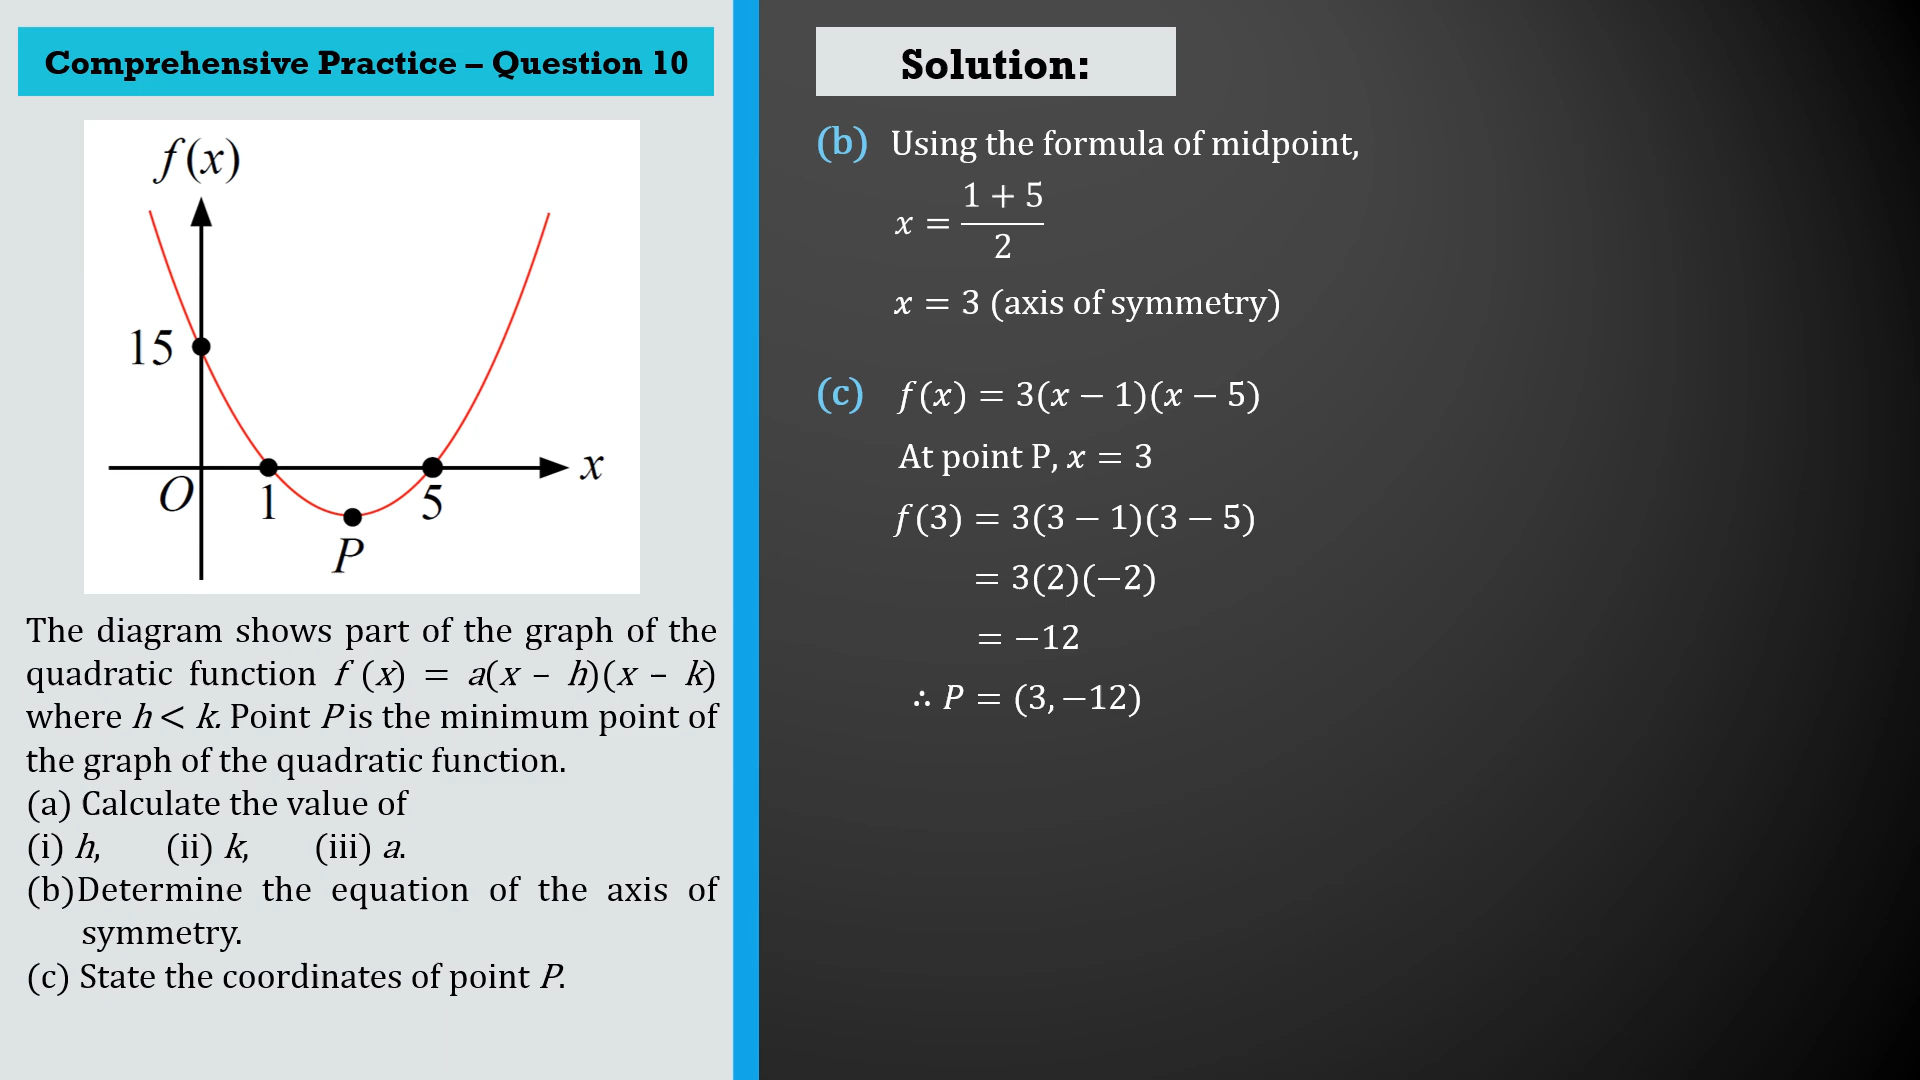 Comprehensive Practice – Question 10
f(x)
15
O
1
5
x
P
The diagram shows part of the graph of the
quadratic function f (x) = a(x – h)(x – k)
where h < k. Point P is the minimum point of
the graph of the quadratic function.
(a) Calculate the value of
(i) h, (ii) k, (iii) a.
(b)Determine the equation of the axis of
symmetry.
(c) State the coordinates of point P.
Solution:
(b) Using the formula of midpoint,
x = \frac{1 + 5}{2}
x = 3 (axis of symmetry)
(c) f(x) = 3(x − 1)(x − 5)
At point P, x = 3
f(3) = 3(3 − 1)(3 − 5)
= 3(2)(−2)
= −12
∴ P = (3, −12)